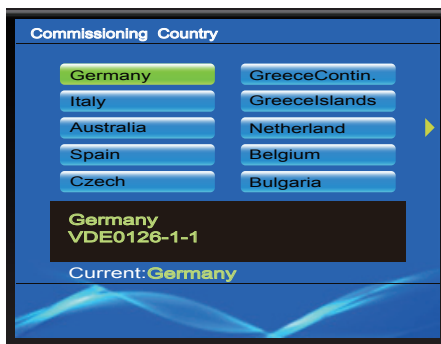 Commissioning Country
Germany GreeceContin.
Italy GreeceIslands
Australia Netherland
Spain Belgium
Czech Bulgaria
Germany
VDE0126-1-1
Current:Germany